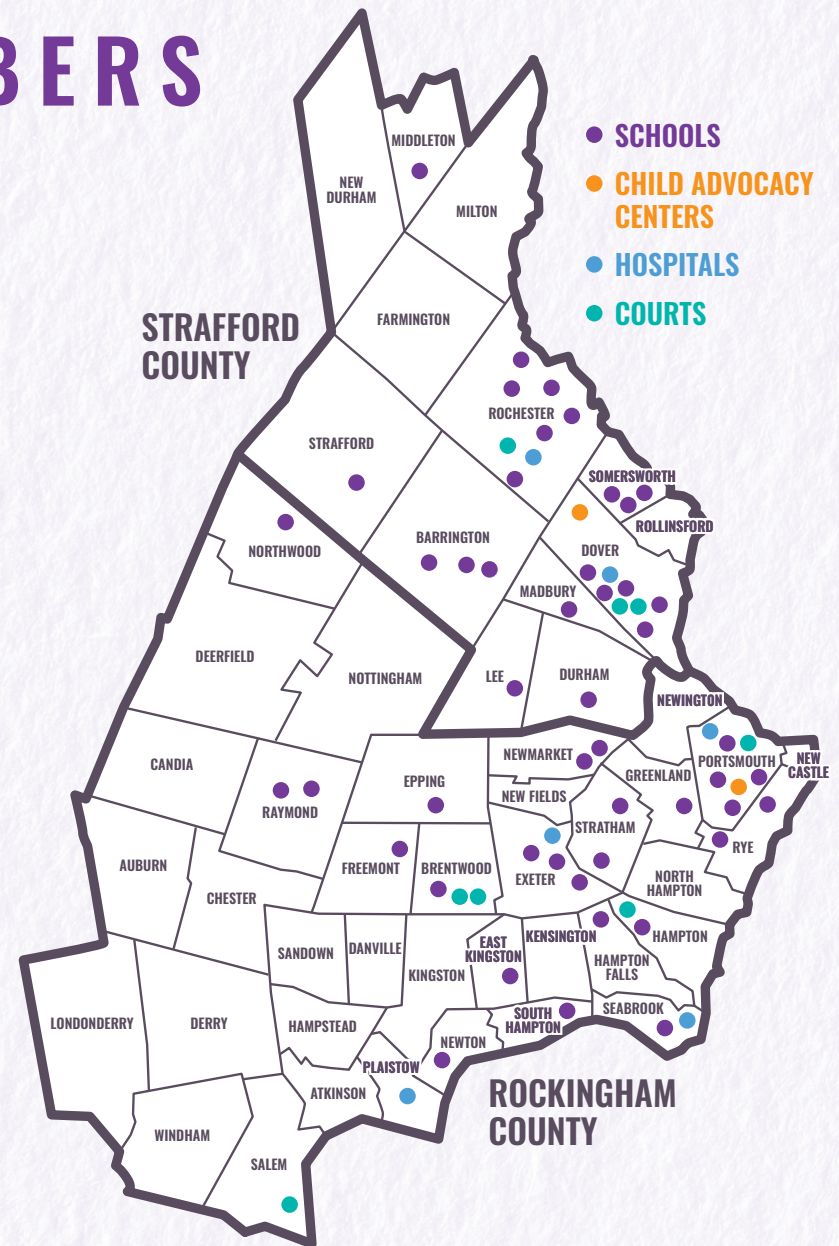 BERS
SCHOOLS
CHILD ADVOCACY
CENTERS
HOSPITALS
COURTS
STRAFFORD
COUNTY
MIDDLETON
NEW
DURHAM
MILTON
FARMINGTON
ROCHESTER
STRAFFORD
SOMERSWORTH
ROLLINSFORD
BARRINGTON
DOVER
NORTHWOOD
MADBURY
DEERFIELD
NOTTINGHAM
LEE
DURHAM
NEWINGTON
CANDIA
EPPING
NEWMARKET
GREENLAND
PORTSMOUTH
NEW
CASTLE
RAYMOND
NEW FIELDS
STRATHAM
AUBURN
FREEMONT
BRENTWOOD
EXETER
RYE
CHESTER
NORTH
HAMPTON
SANDOWN
DANVILLE
KINGSTON
EAST
KINGSTON
KENSINGTON
HAMPTON
HAMPTON
FALLS
LONDONDERRY
DERRY
HAMPSTEAD
SOUTH
HAMPTON
SEABROOK
NEWTON
PLAISTOW
ATKINSON
WINDHAM
SALEM
ROCKINGHAM
COUNTY